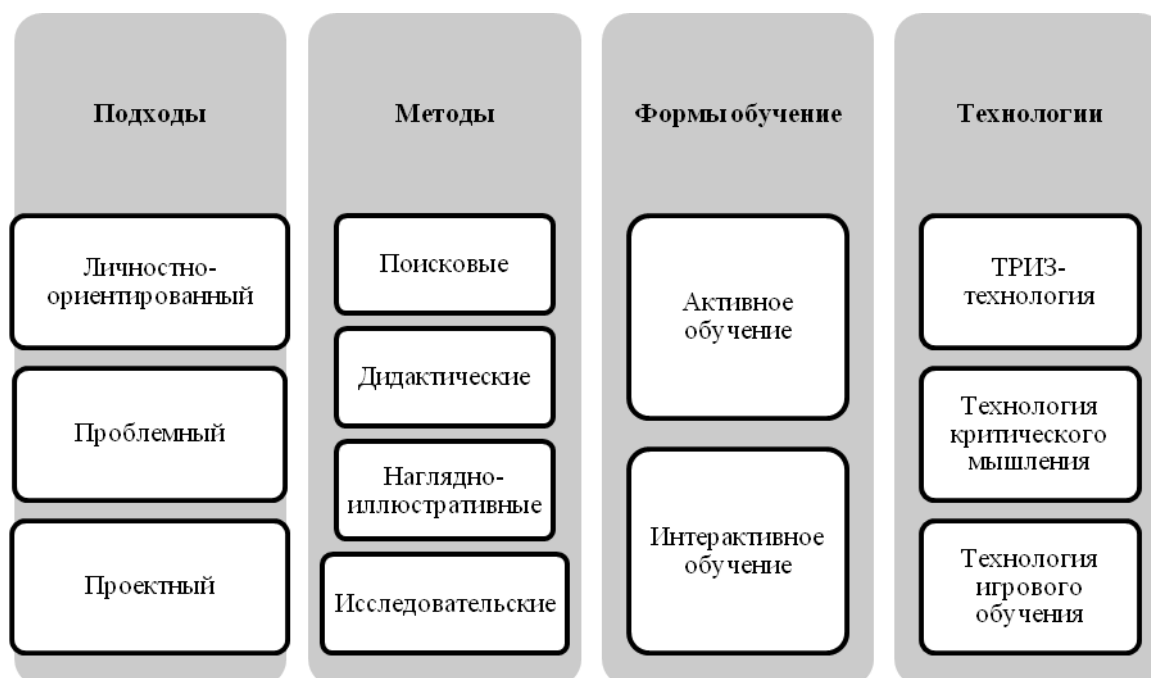 Подходы
Личностно-
ориентированный
Проблемный
Проектный
Методы
Поисковые
Дидактические
Наглядно-
иллюстративные
Исследовательские
Формы обучение
Активное
обучение
Интерактивное
обучение
Технологии
ТРИЗ-
технология
Технология
критического
мышления
Технология
игрового
обучения